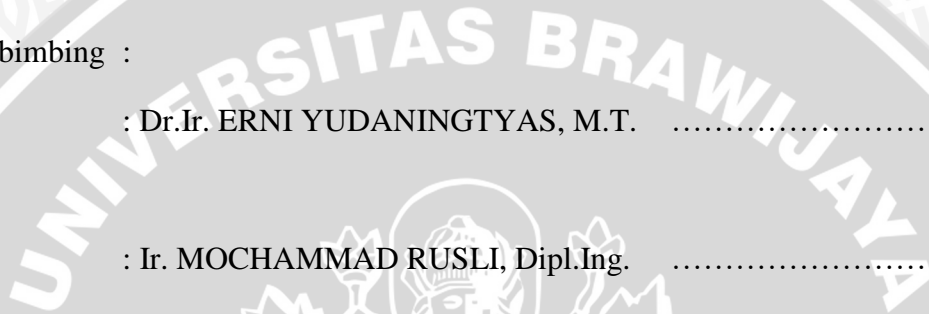 bimbing :
UNIVERSITAS BRAWIJAYA
: Dr.Ir. ERNI YUDANINGTYAS, M.T. ……………………
: Ir. MOCHAMMAD RUSLI, Dipl.Ing. ……………………